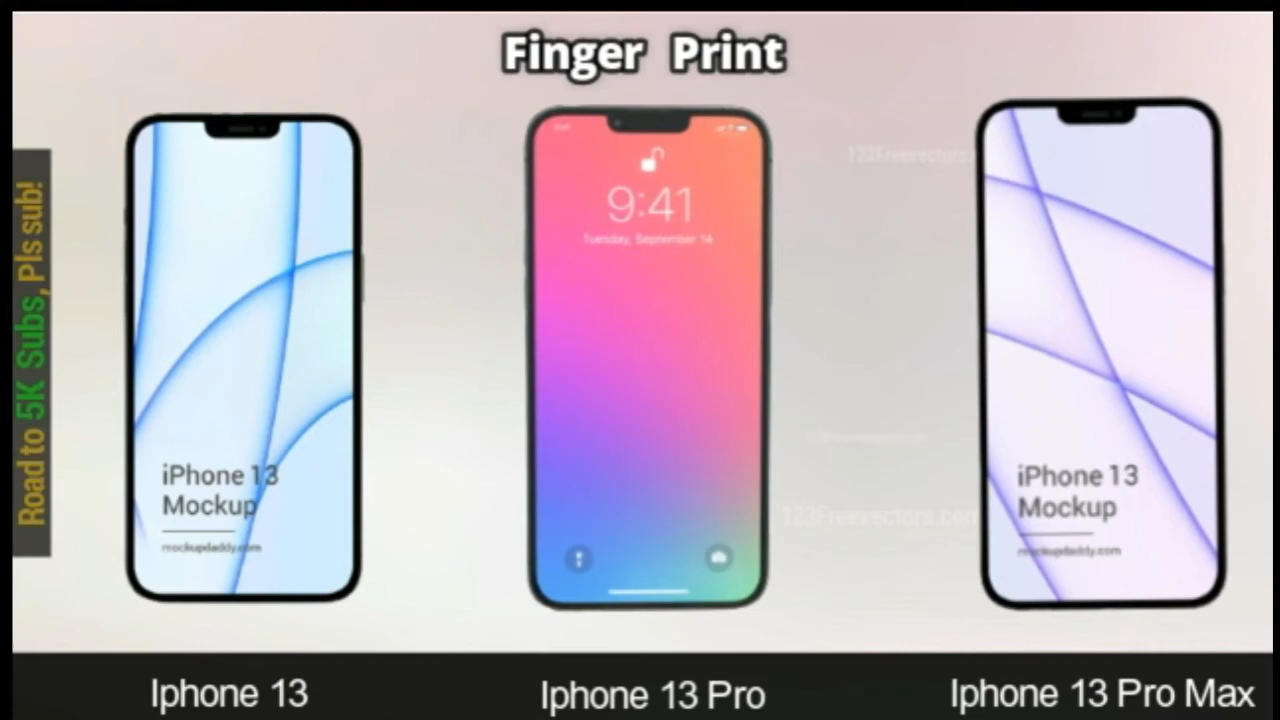 Finger Print
Road to 5K Subs, Pls sub!
iPhone 13
Mockup
mockupdaddy.com
9:41
Tuesday, September 14
123Freevectors.com
iPhone 13
Mockup
mockupdaddy.com
Iphone 13
Iphone 13 Pro
Iphone 13 Pro Max